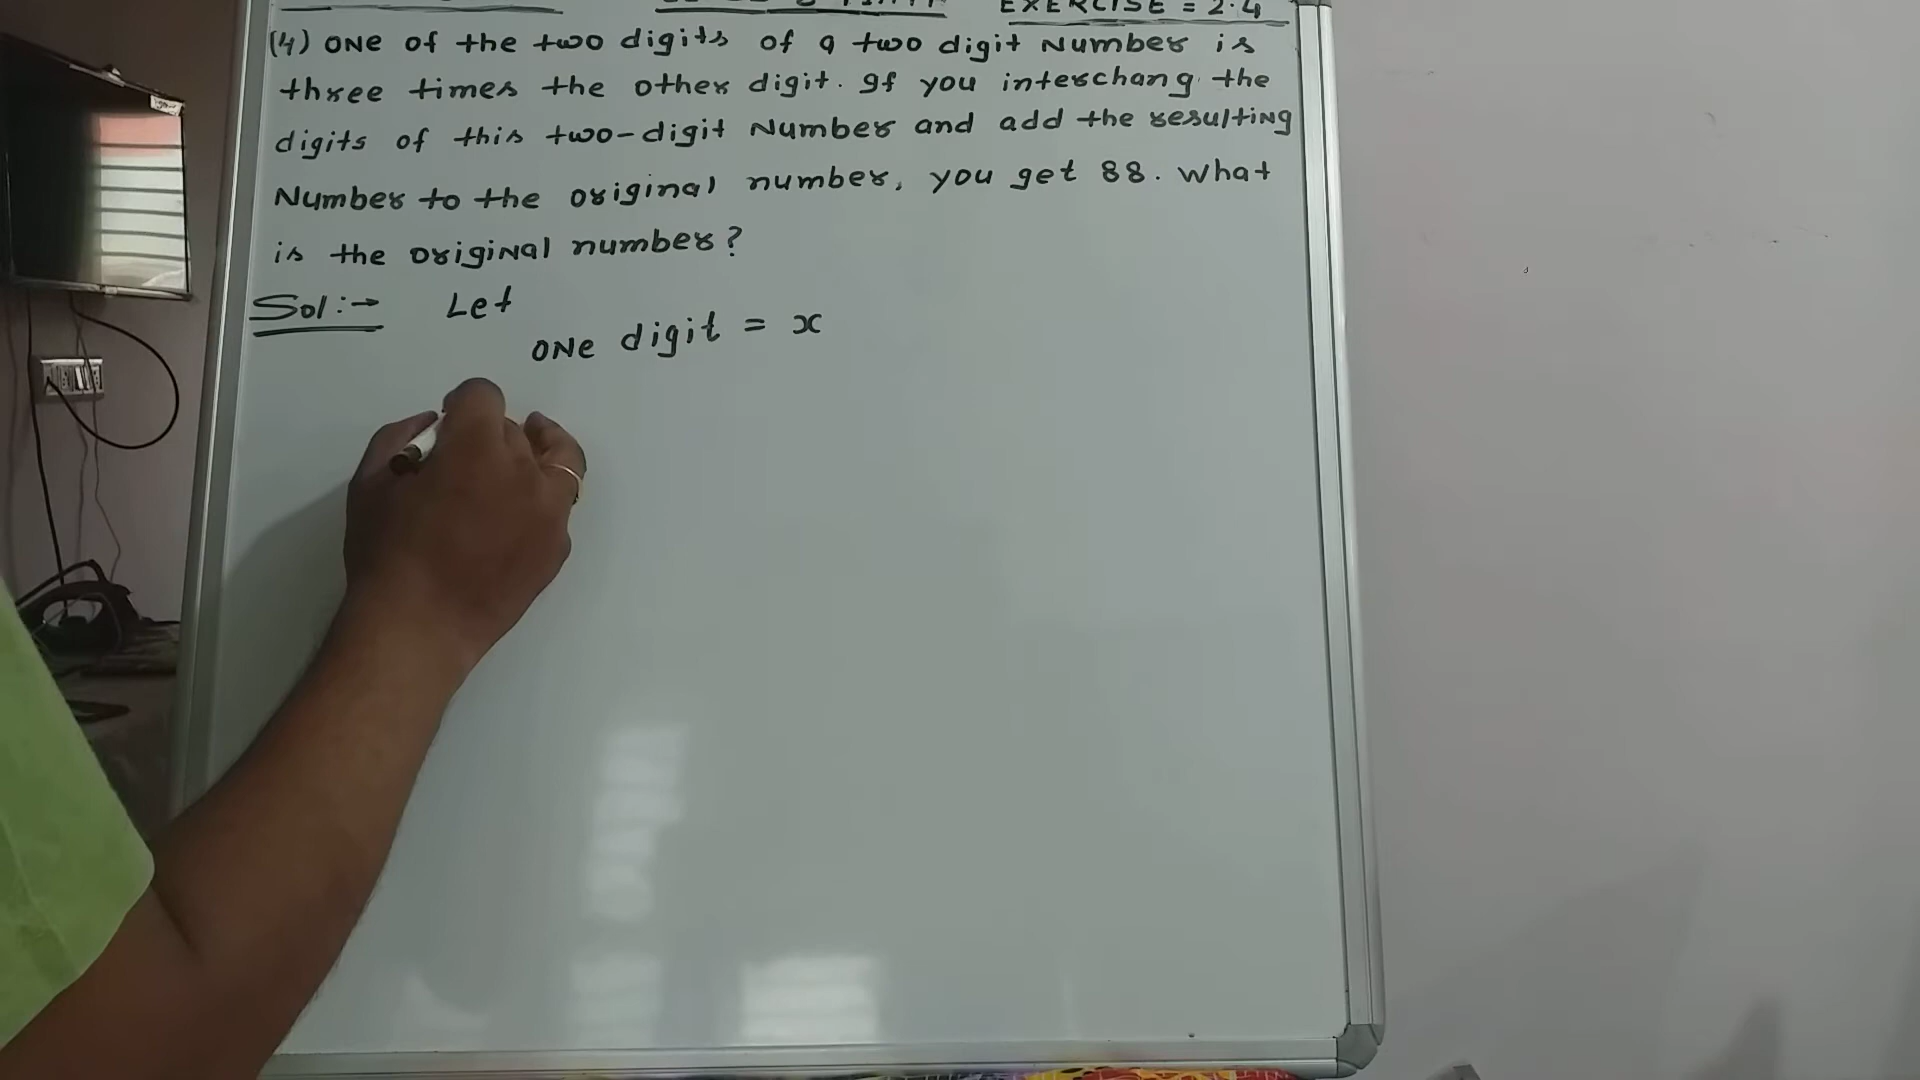 EXERCISE = 2.4
(4) ONE of the two digits of a two digit Number is
three times the other digit. If you interchang the
digits of this two-digit Number and add the resulting
Number to the original number, you get 88. What
is the original number?
Sol:→ Let
ONe digit = x